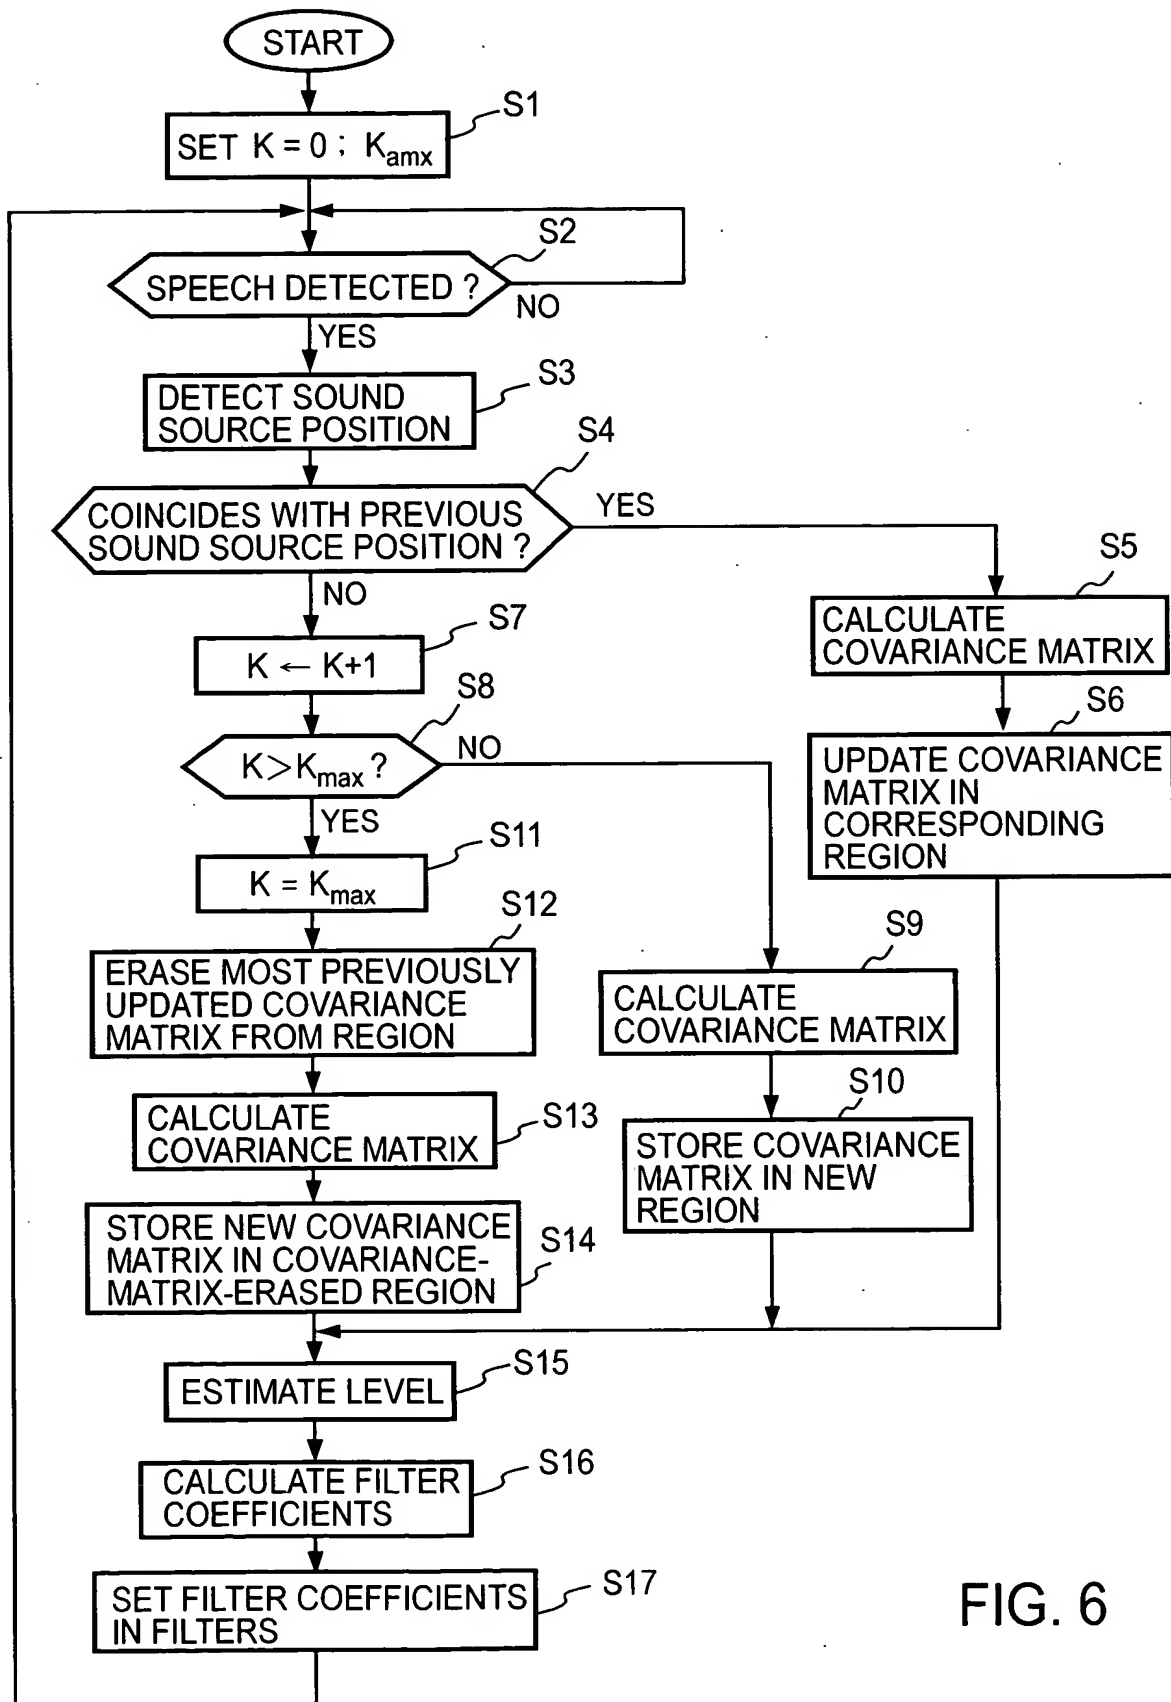 START
S1
SET K = 0 ; Kamx
S2
SPEECH DETECTED ?
NO
YES
S3
DETECT SOUND
SOURCE POSITION
S4
COINCIDES WITH PREVIOUS
SOUND SOURCE POSITION ?
YES
NO
S5
CALCULATE
COVARIANCE MATRIX
S6
UPDATE COVARIANCE
MATRIX IN
CORRESPONDING
REGION
S7
K ← K+1
S8
K > Kmax ?
NO
YES
S11
K = Kmax
S12
ERASE MOST PREVIOUSLY
UPDATED COVARIANCE
MATRIX FROM REGION
S9
CALCULATE
COVARIANCE MATRIX
S10
STORE COVARIANCE
MATRIX IN NEW
REGION
CALCULATE
COVARIANCE MATRIX
S13
STORE NEW COVARIANCE
MATRIX IN COVARIANCE-
MATRIX-ERASED REGION
S14
S15
ESTIMATE LEVEL
S16
CALCULATE FILTER
COEFFICIENTS
S17
SET FILTER COEFFICIENTS
IN FILTERS
FIG. 6